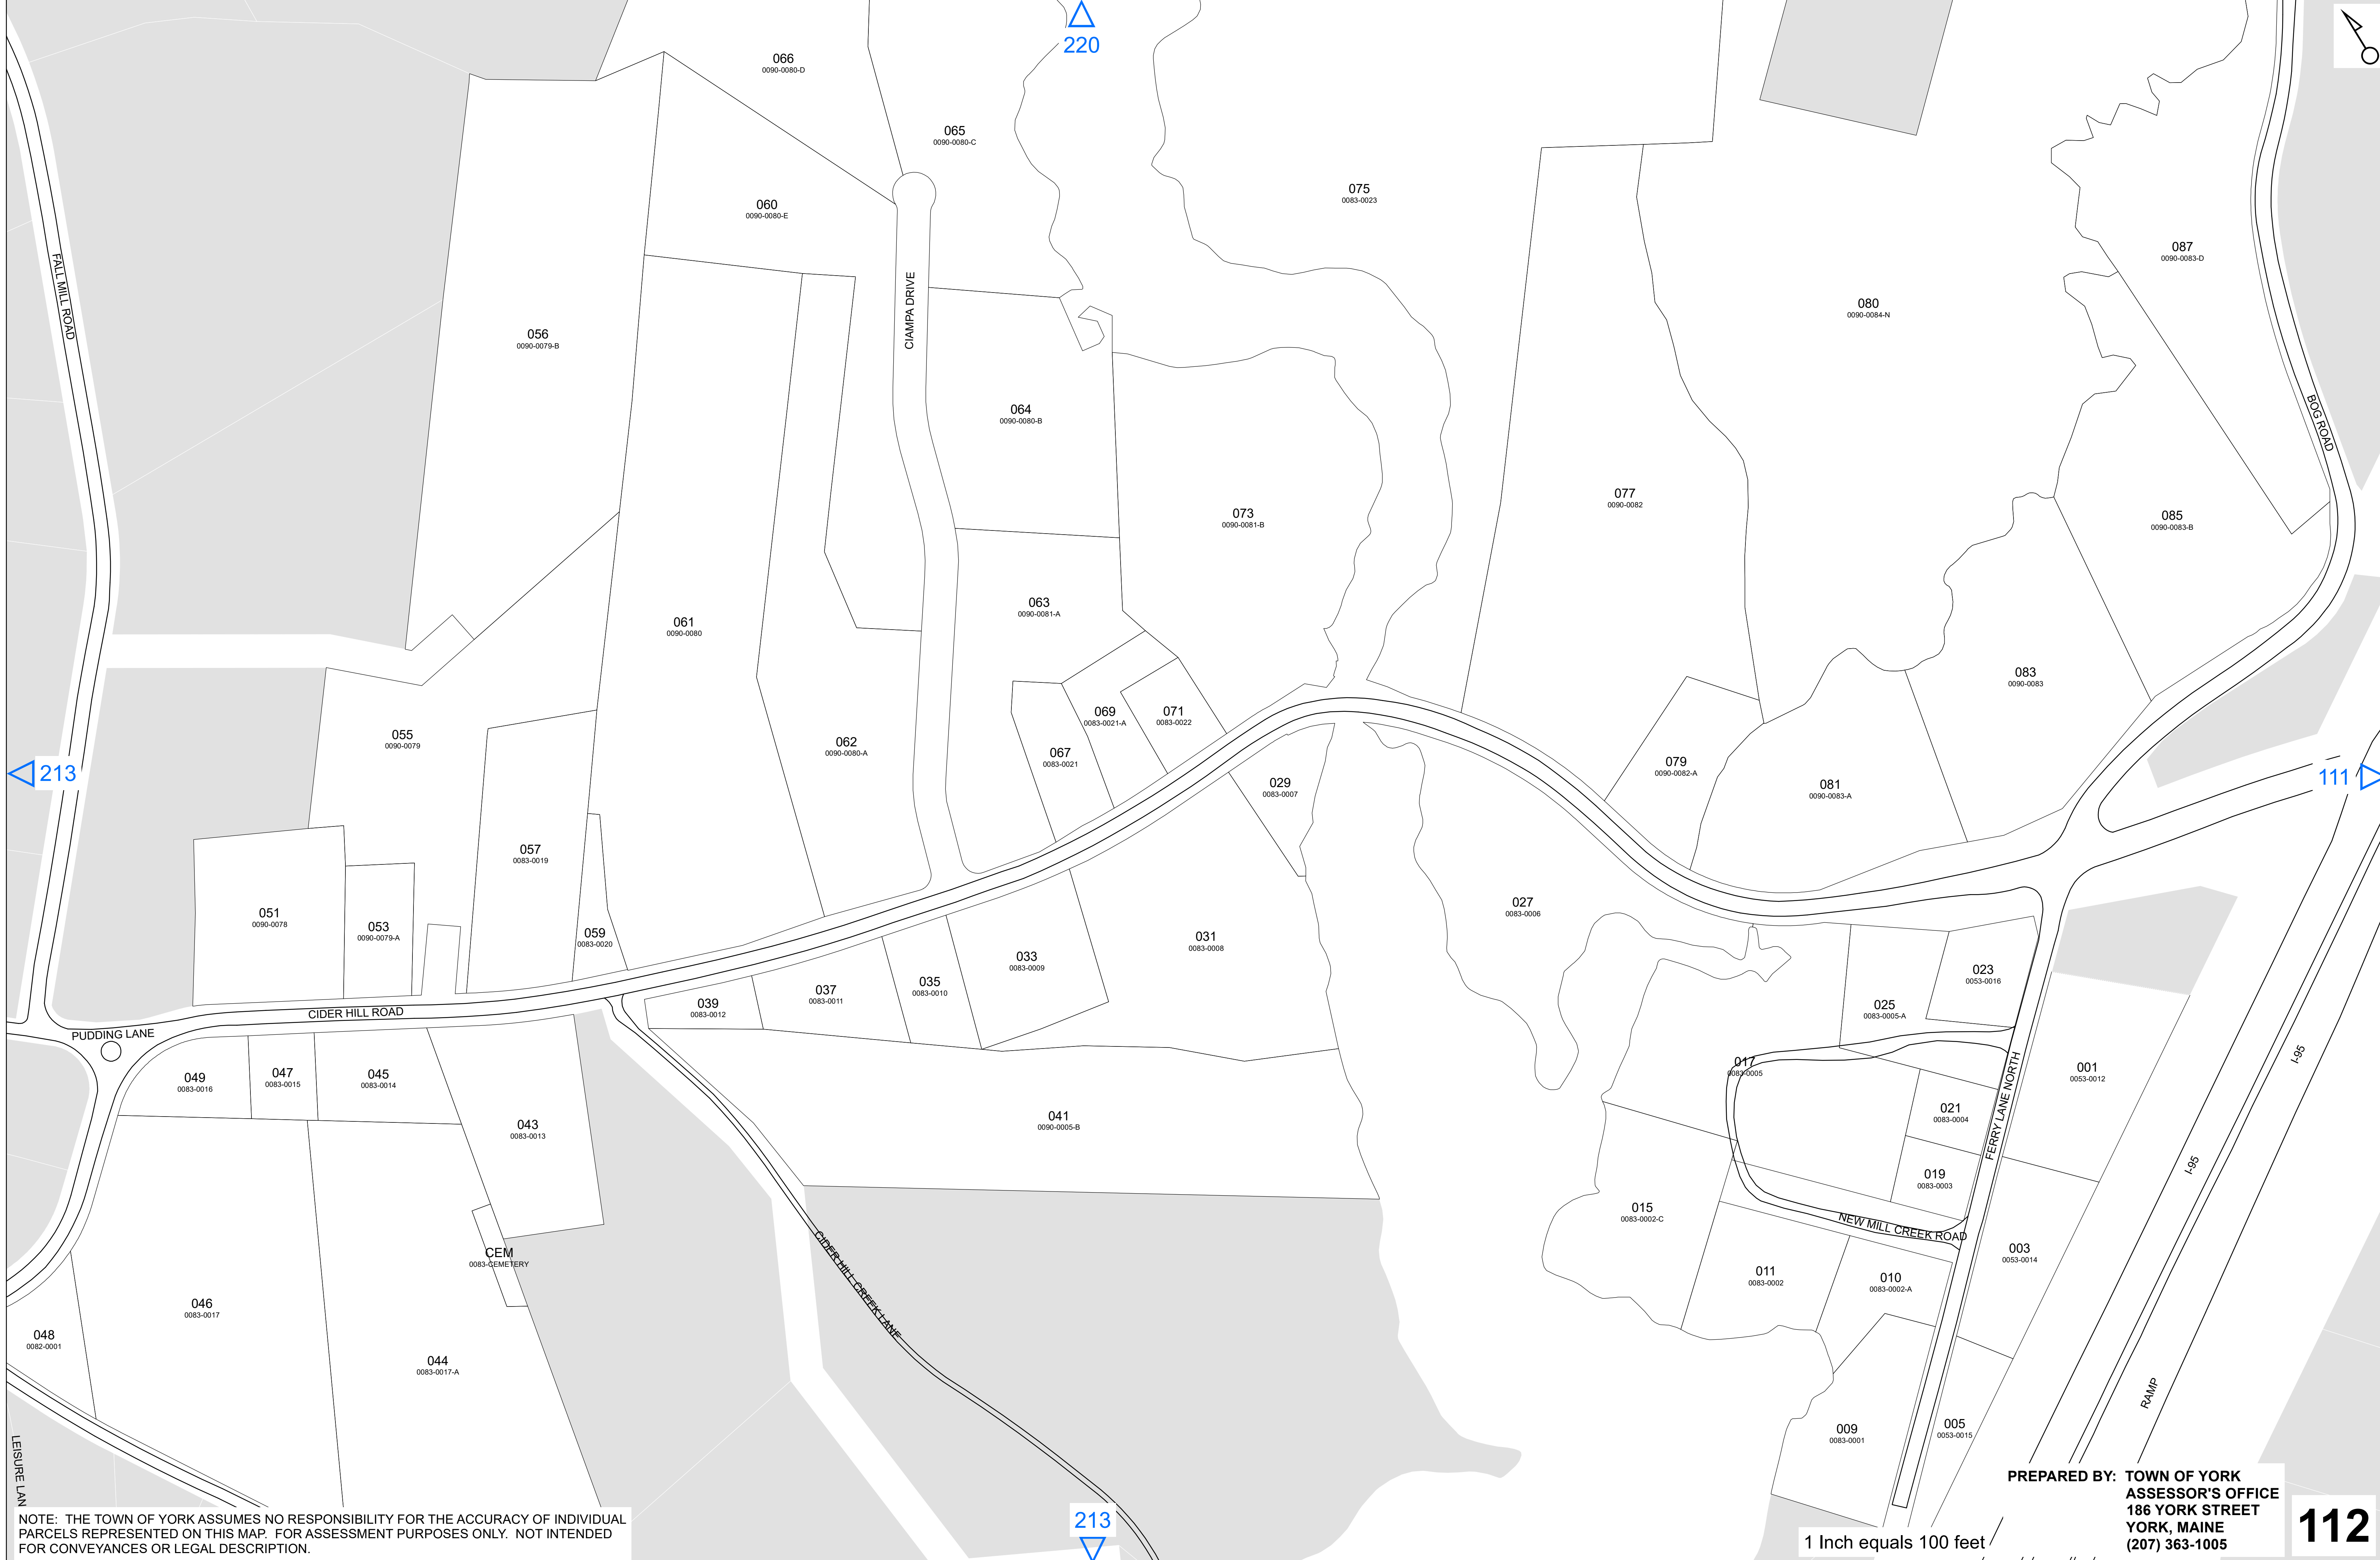 220
066
0090-0080-D
065
0090-0080-C
075
0083-0023
060
0090-0080-E
087
0090-0083-D
FALL MILL ROAD
CIAMPA DRIVE
080
0090-0084-N
056
0090-0079-B
064
0090-0080-B
BOG ROAD
077
0090-0082
073
0090-0081-B
085
0090-0083-B
063
0090-0081-A
061
0090-0080
083
0090-0083
069
0083-0021-A
071
0083-0022
055
0090-0079
062
0090-0080-A
067
0083-0021
079
0090-0082-A
213
111
029
0083-0007
081
0090-0083-A
057
0083-0019
027
0083-0006
051
0090-0078
053
0090-0079-A
059
0083-0020
031
0083-0008
033
0083-0009
023
0053-0016
035
0083-0010
037
0083-0011
039
0083-0012
025
0083-0005-A
CIDER HILL ROAD
PUDDING LANE
I-95
017
0083-0005
001
0053-0012
049
0083-0016
047
0083-0015
045
0083-0014
FERRY LANE NORTH
021
0083-0004
041
0090-0005-B
043
0083-0013
I-95
019
0083-0003
015
0083-0002-C
NEW MILL CREEK ROAD
003
0053-0014
CEM
0083-CEMETERY
011
0083-0002
010
0083-0002-A
CIDER HILL CREEK LANE
046
0083-0017
048
0082-0001
044
0083-0017-A
RAMP
009
0083-0001
005
0053-0015
LEISURE LAN
213
NOTE: THE TOWN OF YORK ASSUMES NO RESPONSIBILITY FOR THE ACCURACY OF INDIVIDUAL
PARCELS REPRESENTED ON THIS MAP. FOR ASSESSMENT PURPOSES ONLY. NOT INTENDED
FOR CONVEYANCES OR LEGAL DESCRIPTION.
1 Inch equals 100 feet
PREPARED BY: TOWN OF YORK
ASSESSOR'S OFFICE
186 YORK STREET
YORK, MAINE
(207) 363-1005
112